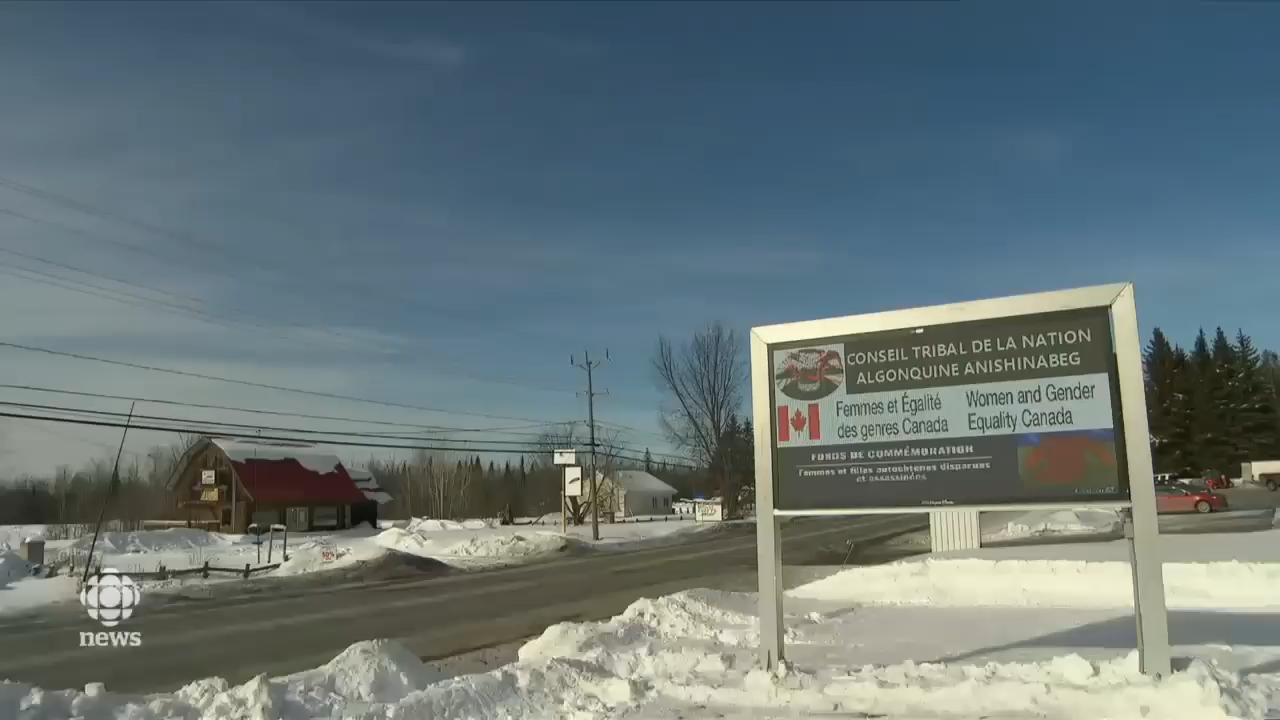 CONSEIL TRIBAL DE LA NATION
ALGONQUINE ANISHINABEG
Femmes et Égalité
des genres Canada
Women and Gender
Equality Canada
FONDS DE COMMÉMORATION
Femmes et filles autochtones disparues
et assassinées
news